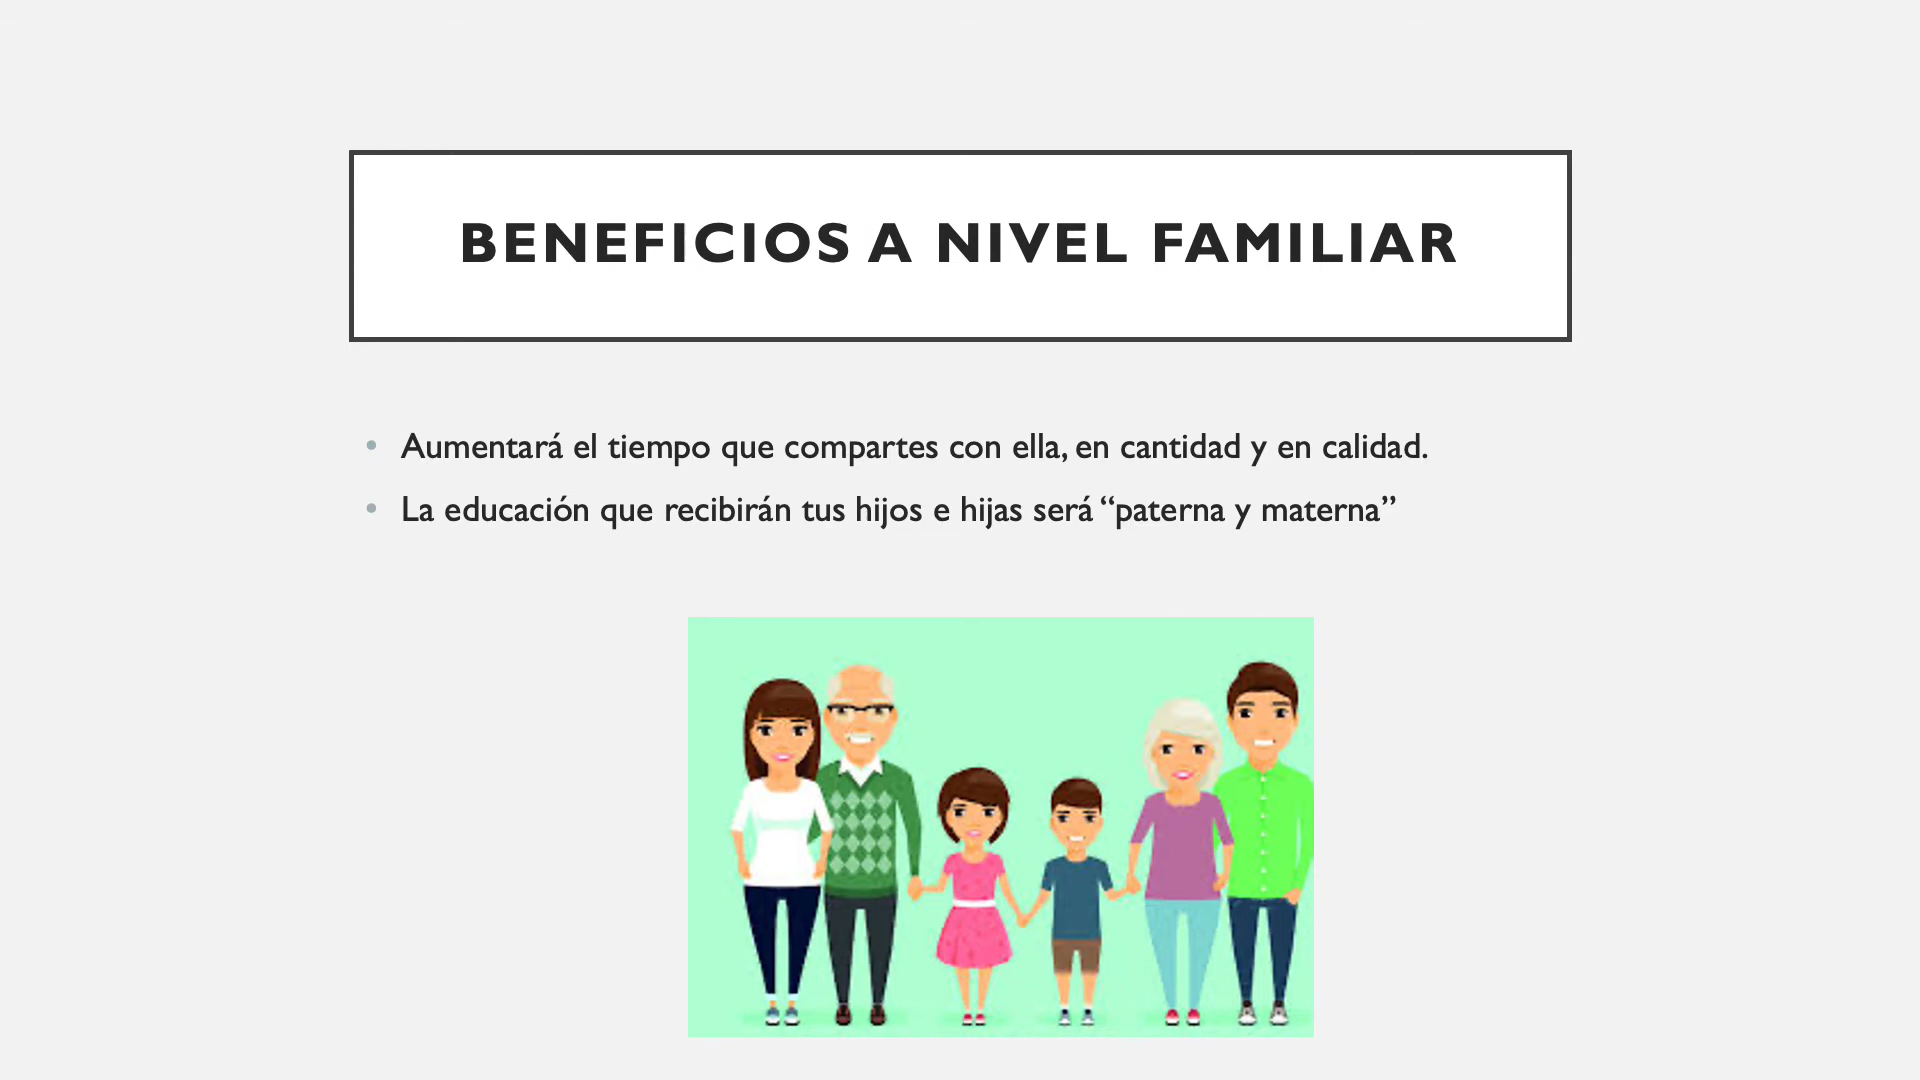 BENEFICIOS A NIVEL FAMILIAR
• Aumentará el tiempo que compartes con ella, en cantidad y en calidad.
• La educación que recibirán tus hijos e hijas será “paterna y materna”